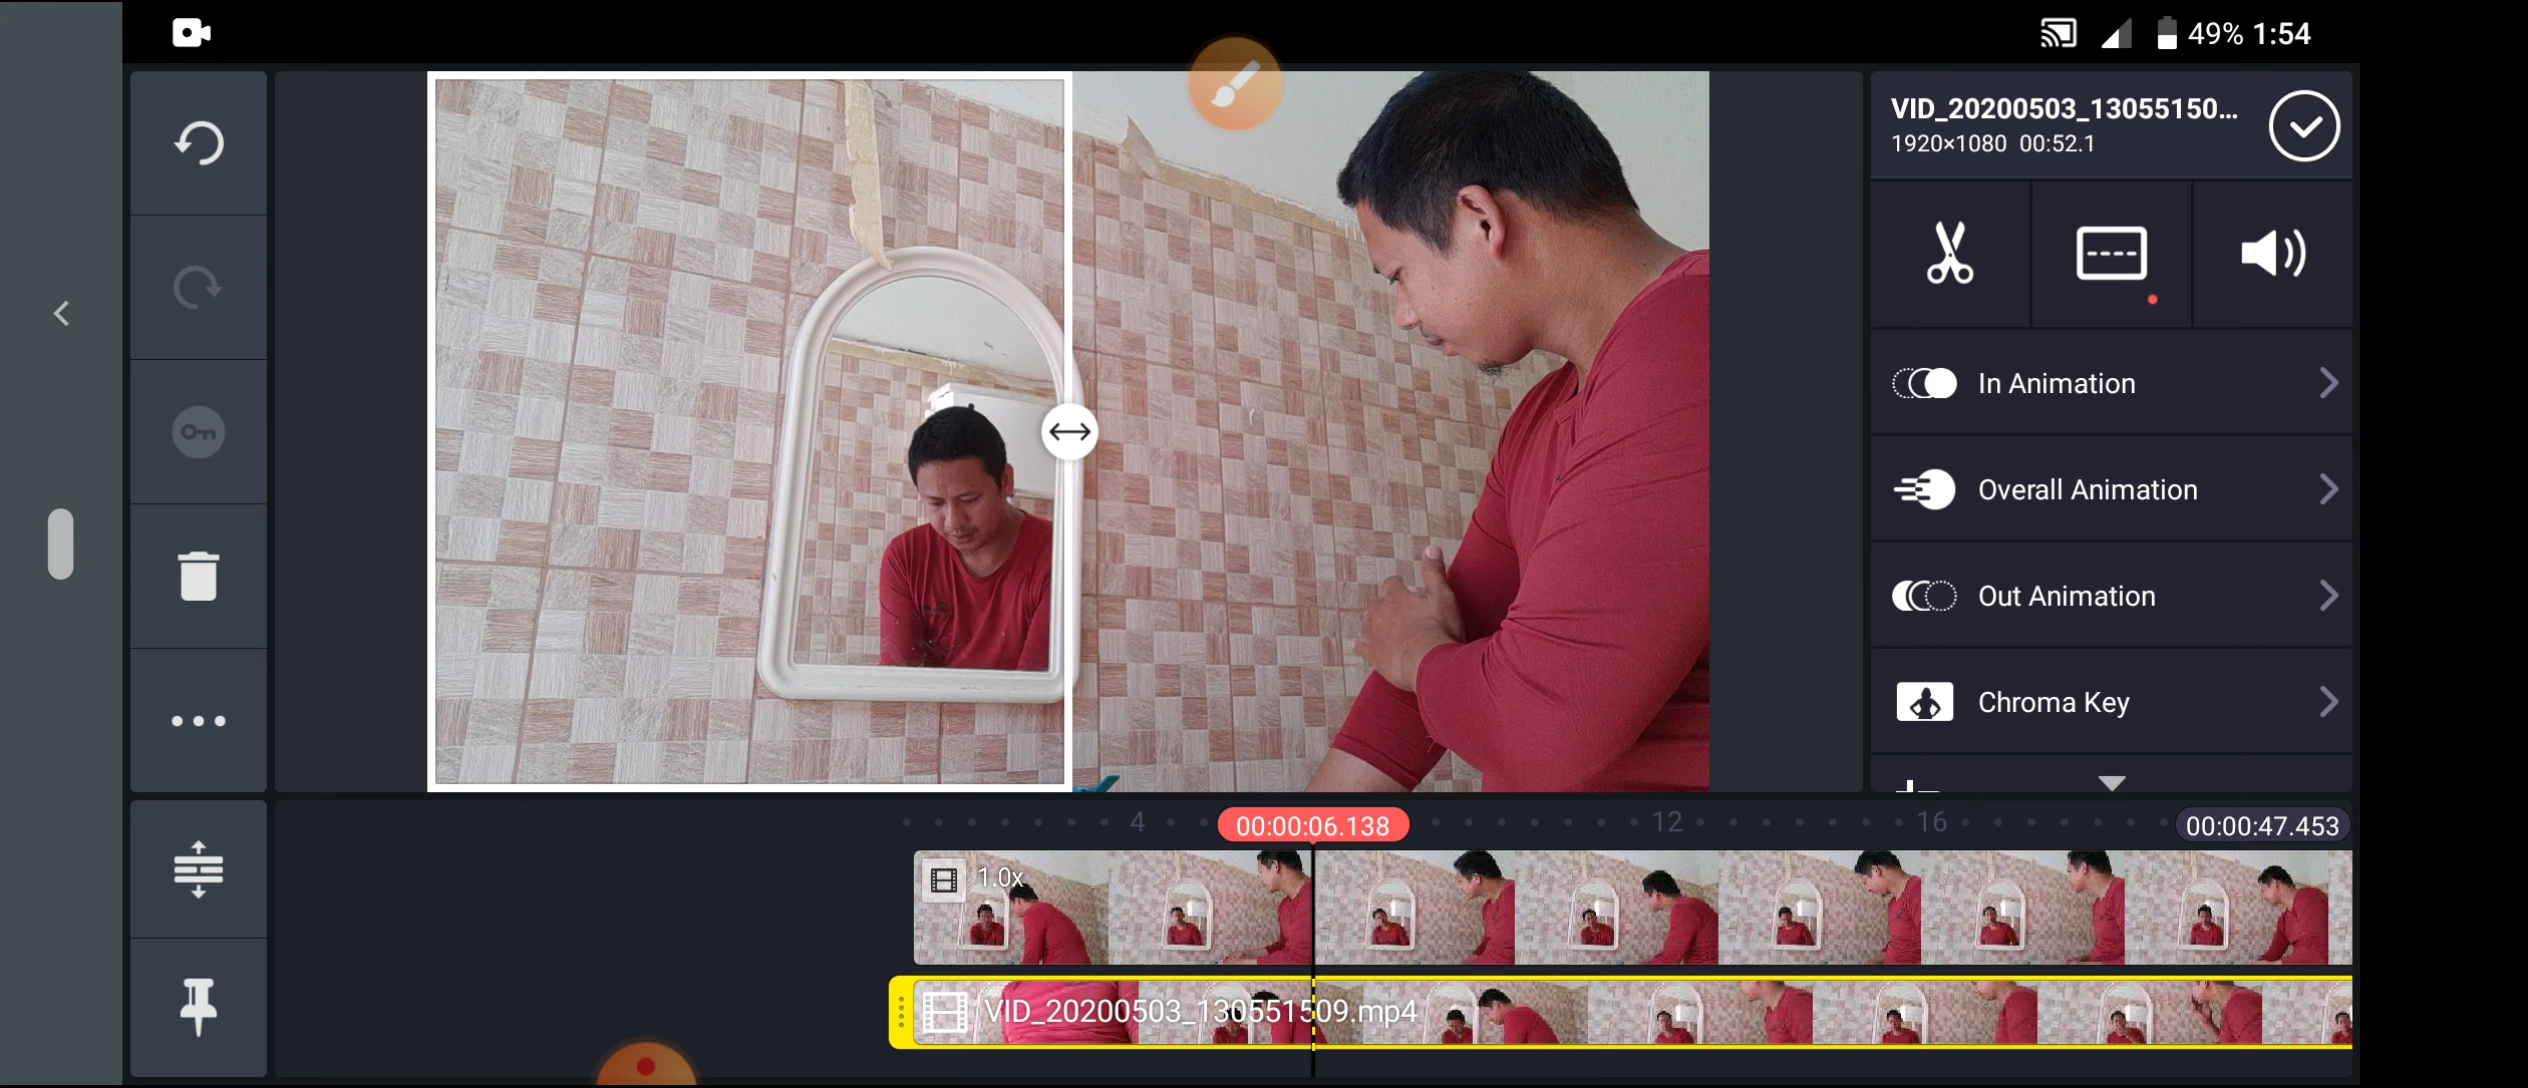 49% 1:54
VID_20200503_13055150...
1920×1080 00:52.1
In Animation
Overall Animation
Out Animation
Chroma Key
4
00:00:06.138
12
16
00:00:47.453
1.0x
VID_20200503_130551509.mp4